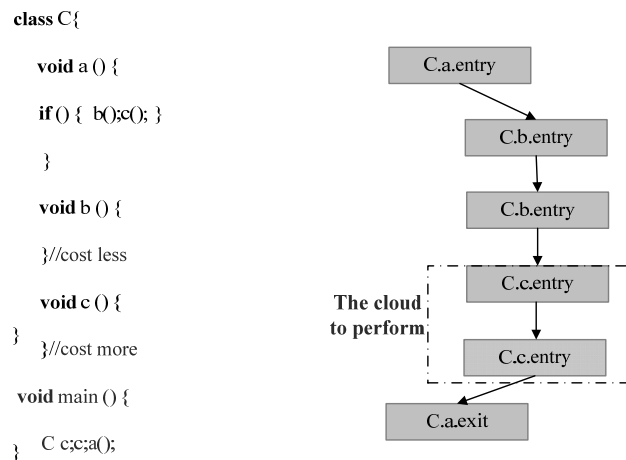 class C{
void a () {
if () { b();c(); }
}
void b () {
}//cost less
void c () {
}
}//cost more
void main () {
C c;c;a();
}
C.a.entry
C.b.entry
C.b.entry
C.c.entry
The cloud
to perform
C.c.entry
C.a.exit